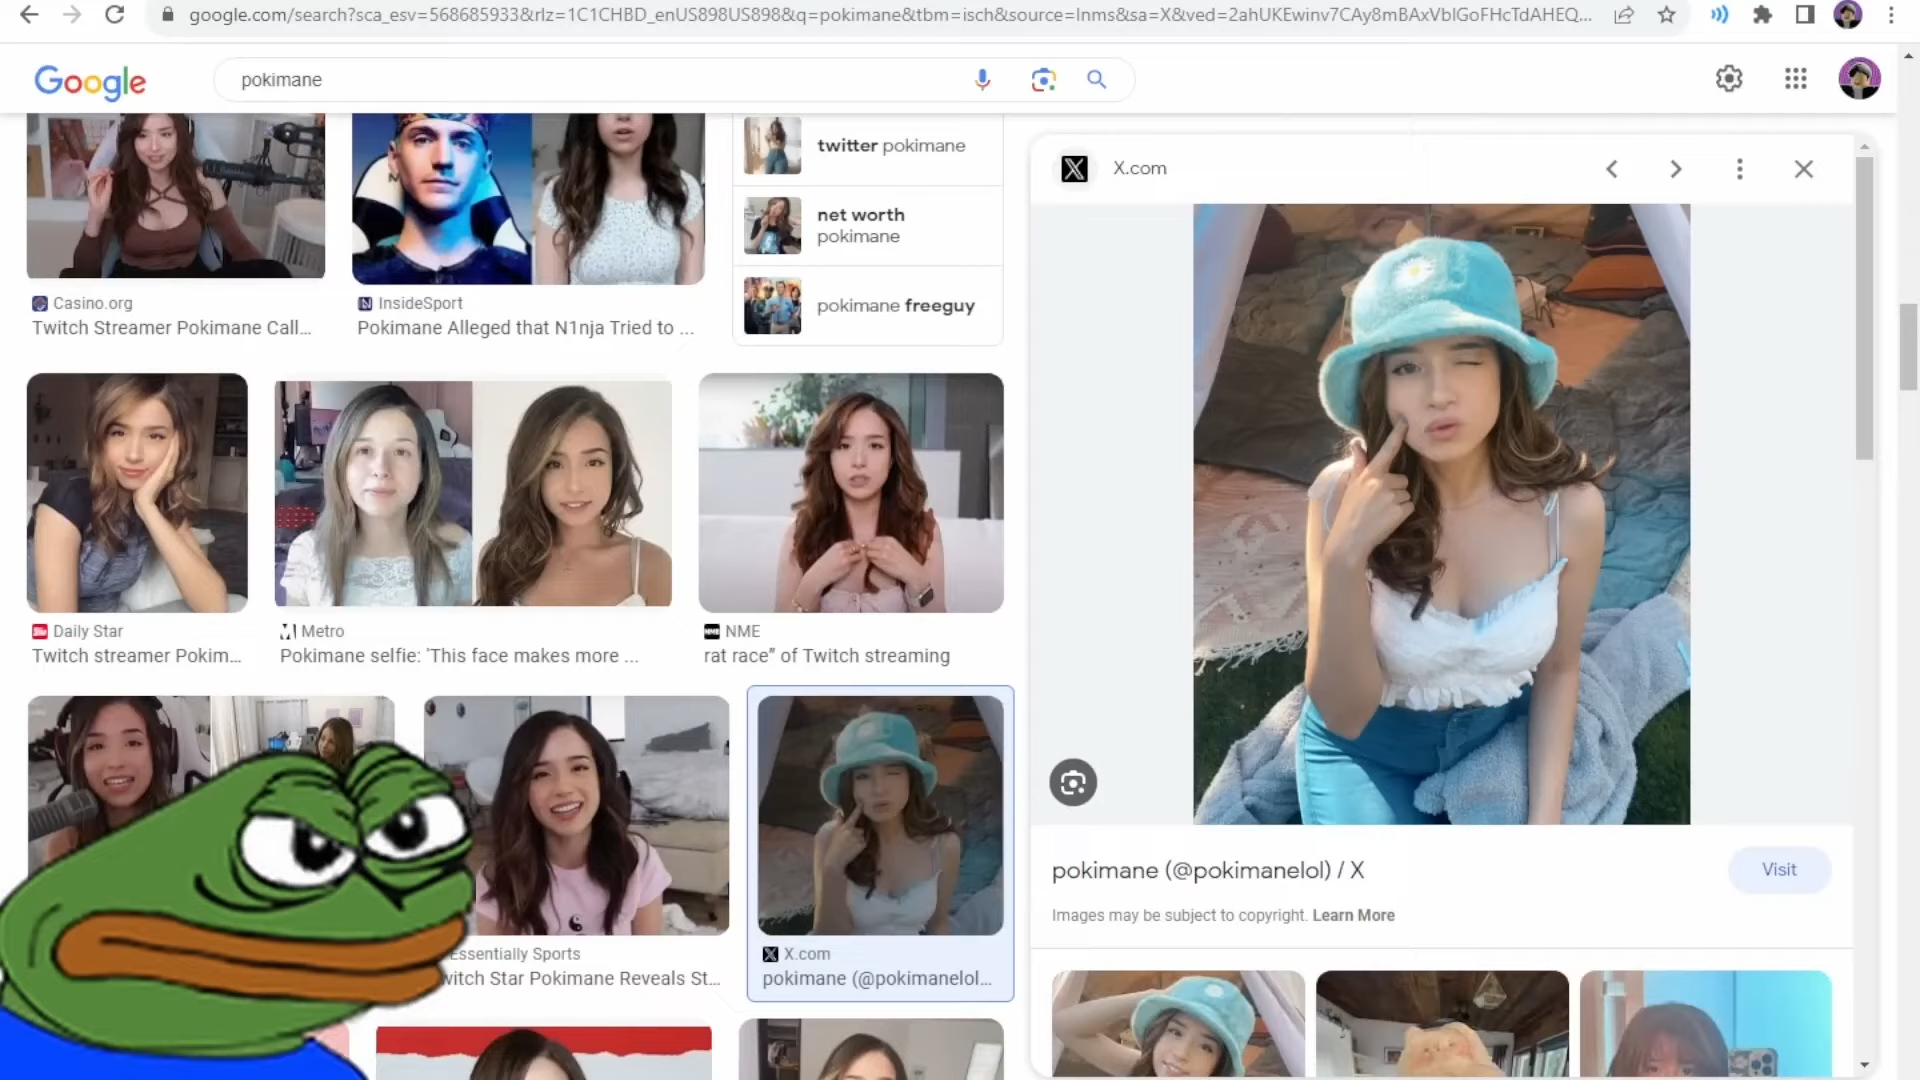 google.com/search?sca_esv=568685933&rlz=1C1CHBD_enUS898US898&q=pokimane&tbm=isch&source=lnms&sa=X&ved=2ahUKEwinv7CAy8mBAxVbIGoFHcTdAHEQ...
Google
pokimane
twitter pokimane
net worth
pokimane
pokimane freeguy
Casino.org
Twitch Streamer Pokimane Call...
InsideSport
Pokimane Alleged that N1nja Tried to ...
Daily Star
Twitch streamer Pokim...
Metro
Pokimane selfie: 'This face makes more ...
NME
rat race” of Twitch streaming
Essentially Sports
witch Star Pokimane Reveals St...
X.com
pokimane (@pokimanelol...
X.com
pokimane (@pokimanelol) / X
Visit
Images may be subject to copyright. Learn More